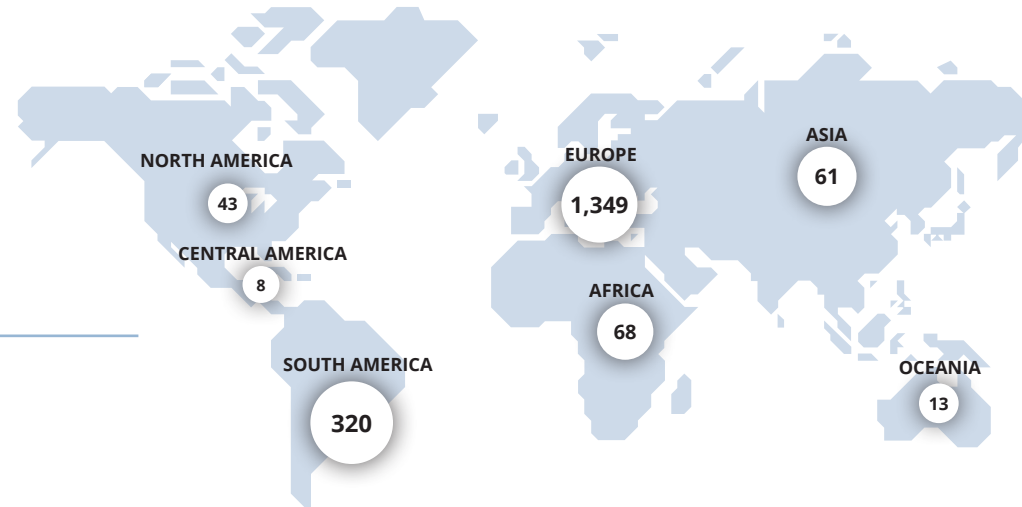 ASIA
61
EUROPE
1,349
NORTH AMERICA
43
CENTRAL AMERICA
8
AFRICA
68
SOUTH AMERICA
320
OCEANIA
13